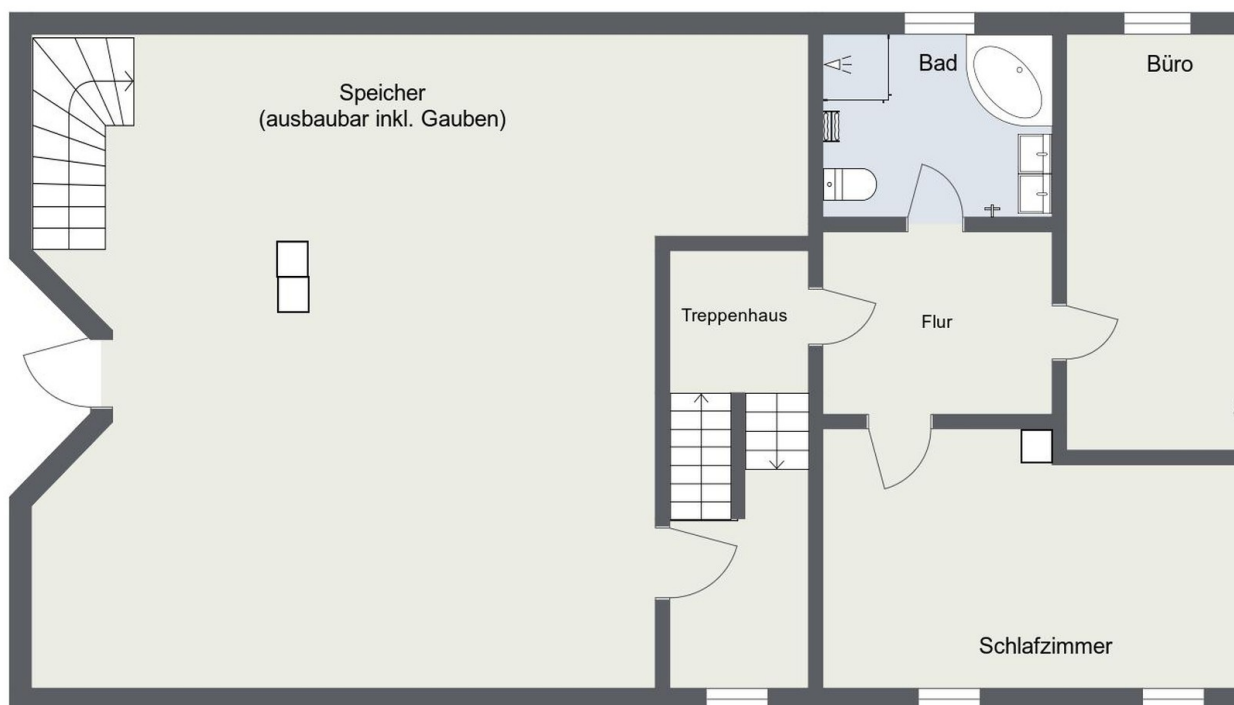 Speicher
(ausbaubar inkl. Gauben)
Bad
Büro
Treppenhaus
Flur
Schlafzimmer